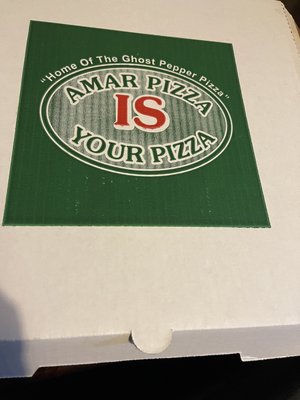 "Home Of The Ghost Pepper Pizza"
AMAR PIZZA
IS
YOUR PIZZA